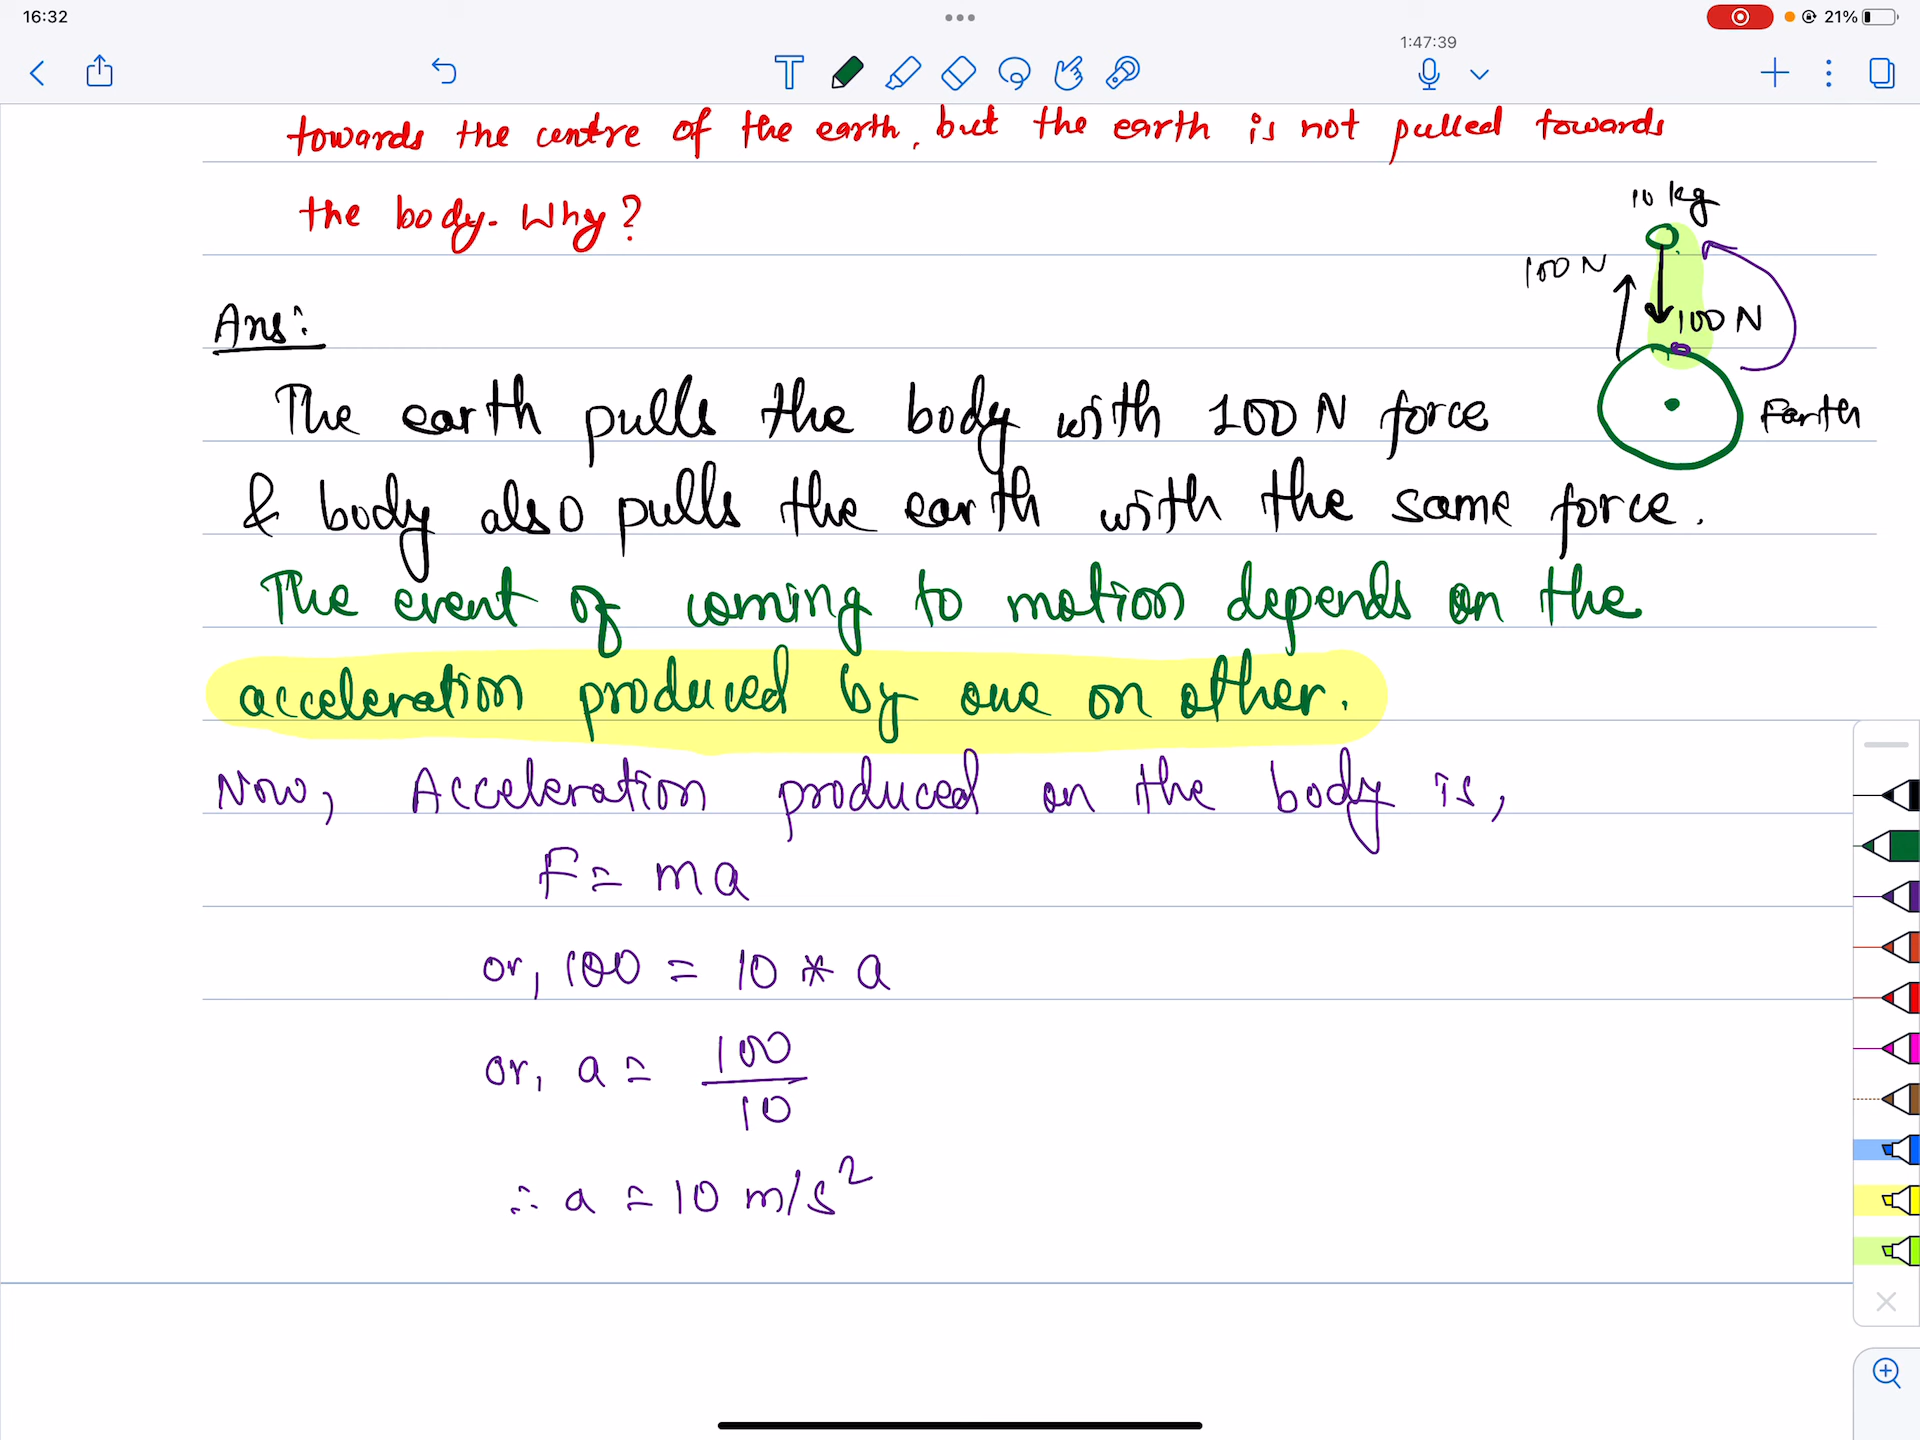 16:32
21%
1:47:39
T
towards the centre of the earth, but the earth is not pulled towards
the body. Why?
10 kg
100 N
100 N
Earth
Ans:
The earth pulls the body with 100 N force
& body also pulls the earth with the same force.
The event of coming to motion depends on the
acceleration produced by one on other.
Now, Acceleration produced on the body is,
F = ma
or, 100 = 10 * a
or, a = 100/10
∴ a = 10 m/s²